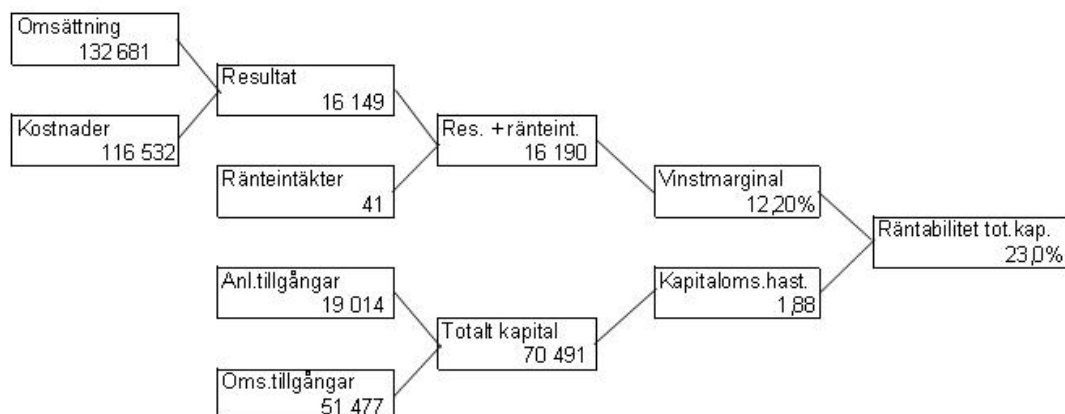 Omsättning
132 681
Resultat
16 149
Kostnader
116 532
Res. + ränteint.
16 190
Ränteintäkter
41
Vinstmarginal
12,20%
Räntabilitet tot.kap.
23,0%
Anl.tillgångar
19 014
Kapitaloms.hast.
1,88
Totalt kapital
70 491
Oms.tillgångar
51 477